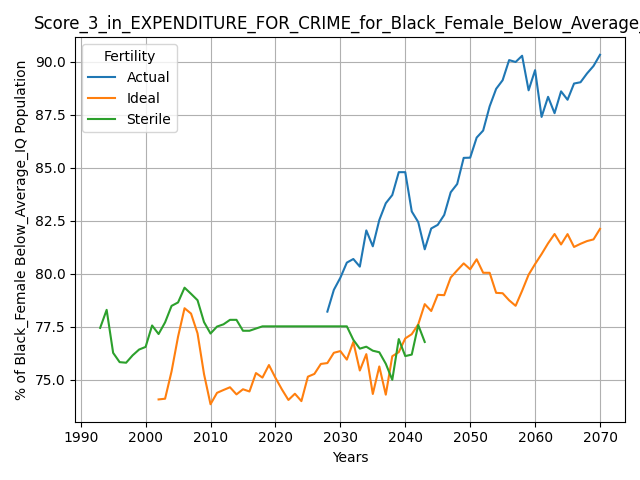 Score_3_in_EXPENDITURE_FOR_CRIME_for_Black_Female_Below_Average_
Fertility
Actual
Ideal
Sterile
% of Black_Female Below_Average_IQ Population
90.0
87.5
85.0
82.5
80.0
77.5
75.0
1990 2000 2010 2020 2030 2040 2050 2060 2070
Years